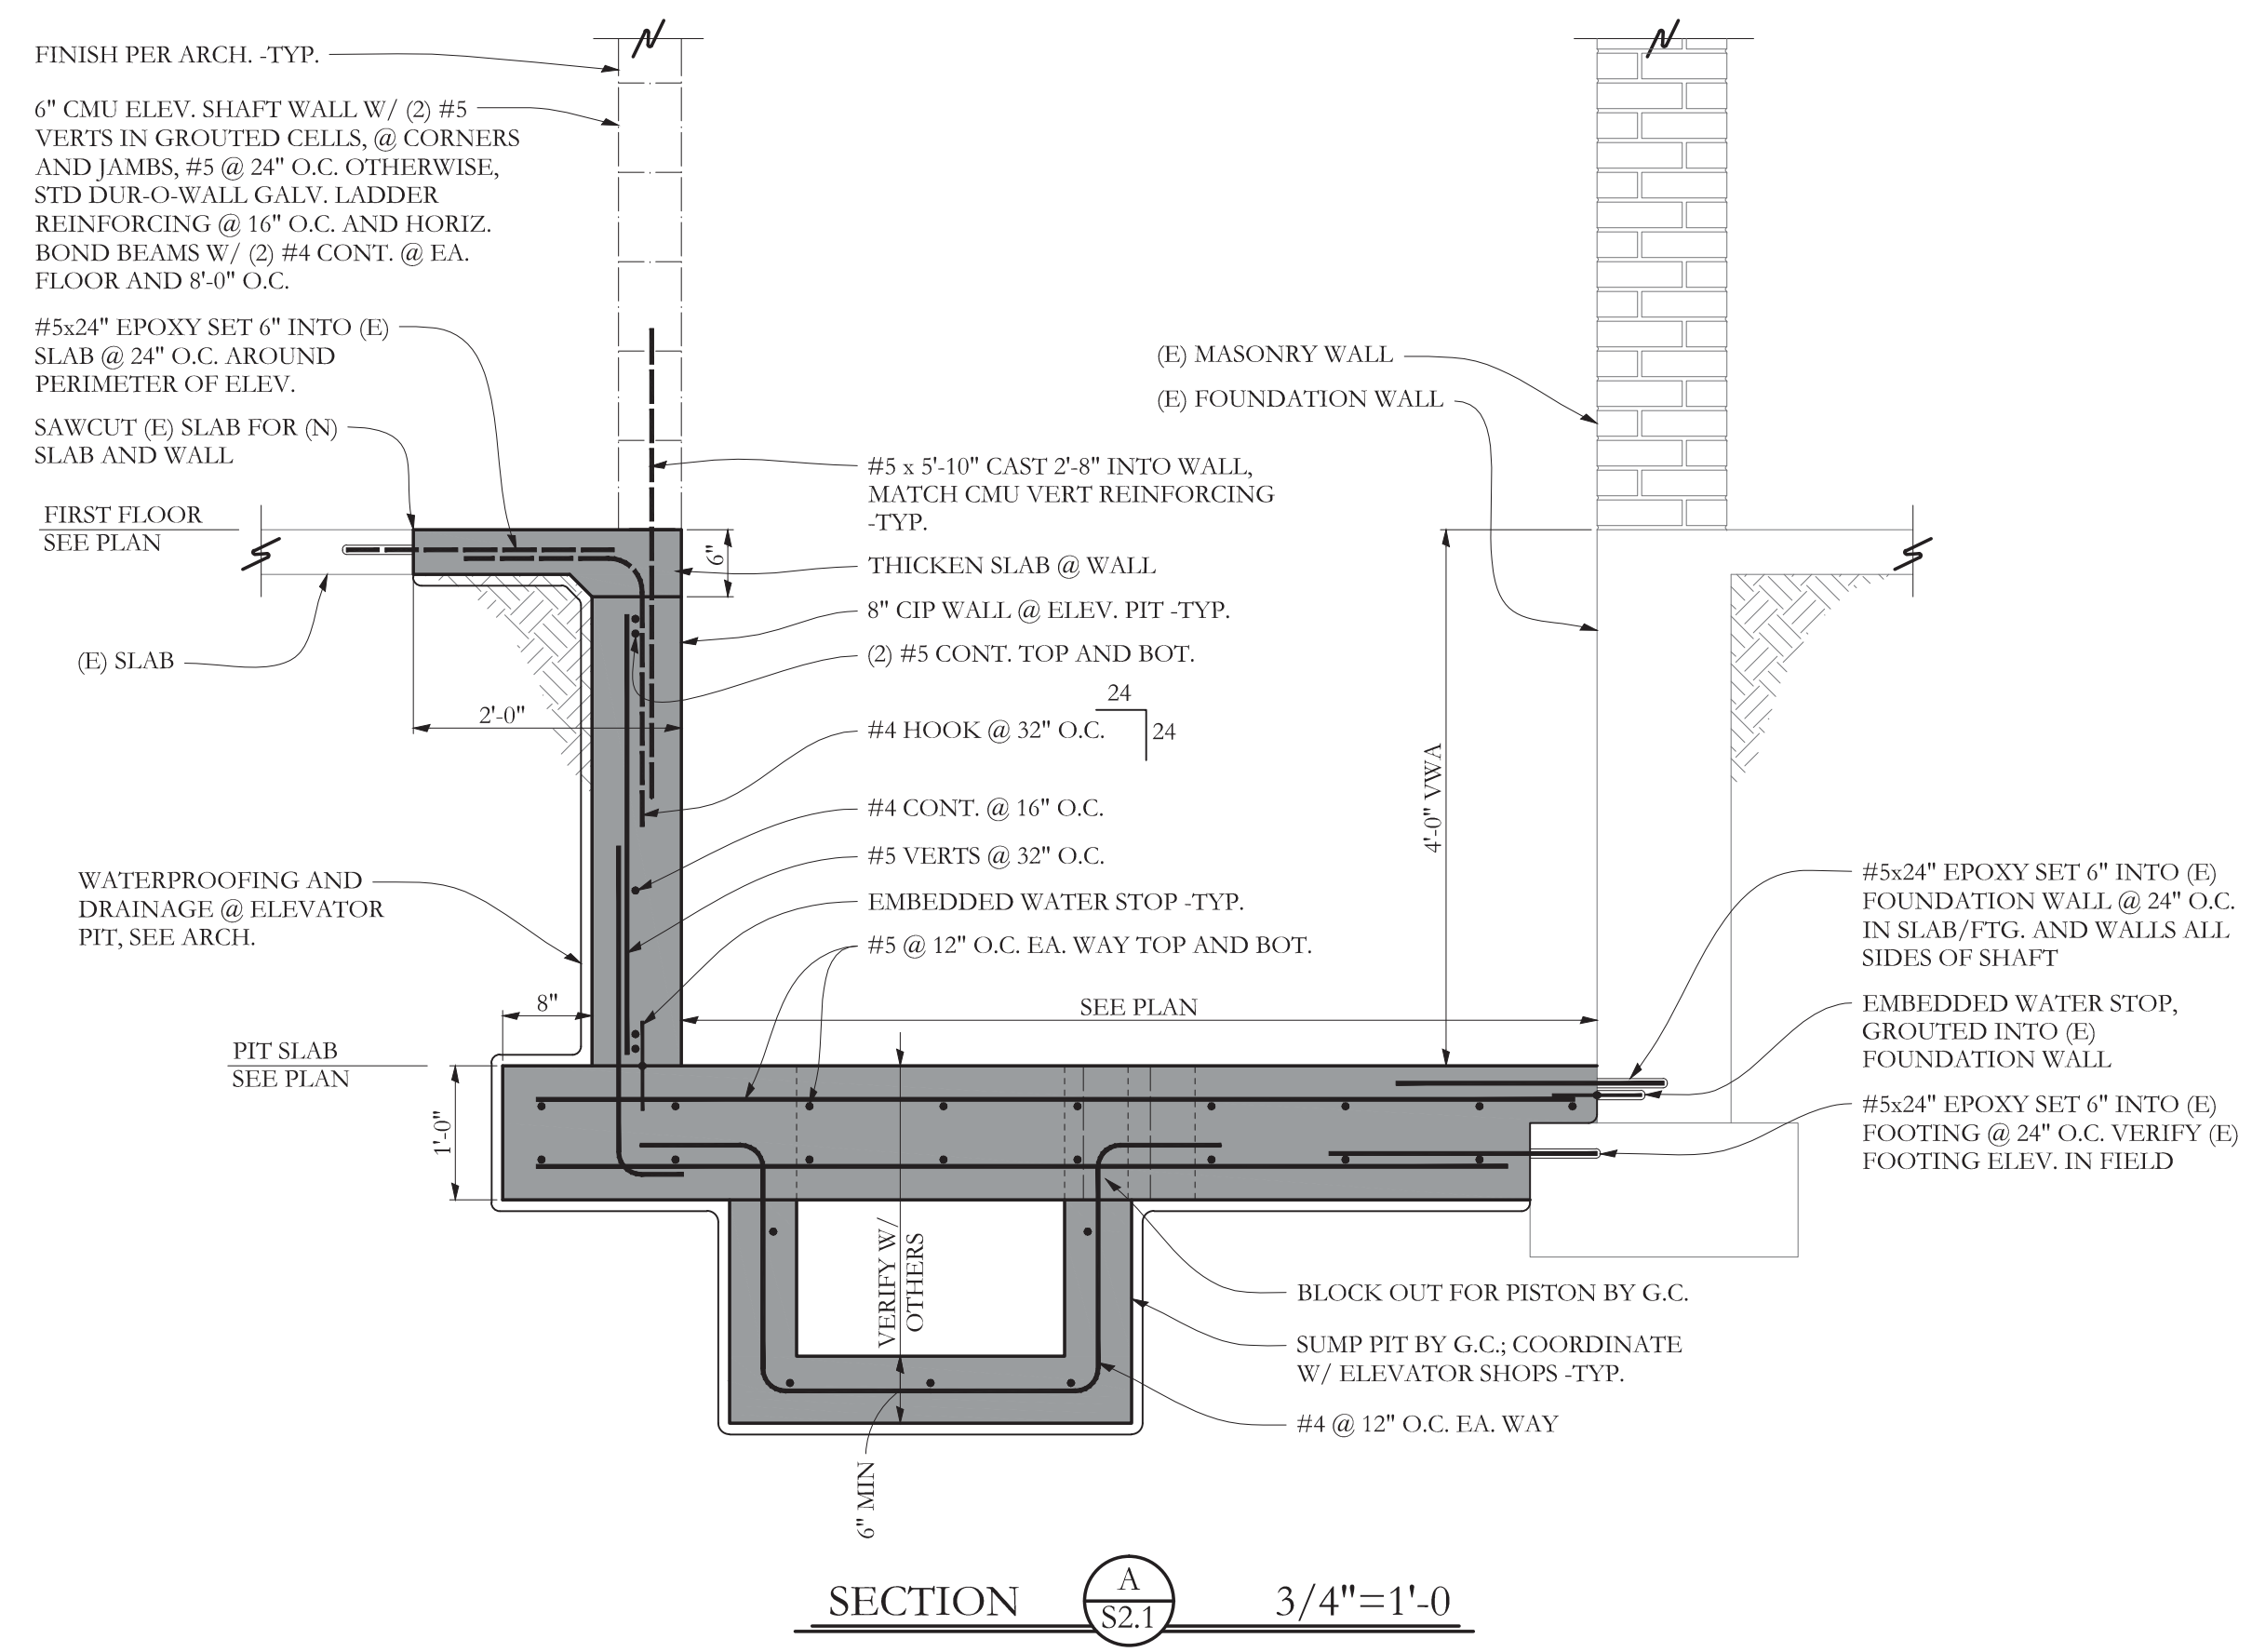 FINISH PER ARCH. -TYP.
6" CMU ELEV. SHAFT WALL W/ (2) #5
VERTS IN GROUTED CELLS, @ CORNERS
AND JAMBS, #5 @ 24" O.C. OTHERWISE,
STD DUR-O-WALL GALV. LADDER
REINFORCING @ 16" O.C. AND HORIZ.
BOND BEAMS W/ (2) #4 CONT. @ EA.
FLOOR AND 8'-0" O.C.
#5x24" EPOXY SET 6" INTO (E)
SLAB @ 24" O.C. AROUND
PERIMETER OF ELEV.
SAWCUT (E) SLAB FOR (N)
SLAB AND WALL
FIRST FLOOR
SEE PLAN
(E) SLAB
2'-0"
6"
WATERPROOFING AND
DRAINAGE @ ELEVATOR
PIT, SEE ARCH.
8"
PIT SLAB
SEE PLAN
1'-0"
(E) MASONRY WALL
(E) FOUNDATION WALL
#5 x 5'-10" CAST 2'-8" INTO WALL,
MATCH CMU VERT REINFORCING
-TYP.
THICKEN SLAB @ WALL
8" CIP WALL @ ELEV. PIT -TYP.
(2) #5 CONT. TOP AND BOT.
24
#4 HOOK @ 32" O.C.
24
#4 CONT. @ 16" O.C.
#5 VERTS @ 32" O.C.
EMBEDDED WATER STOP -TYP.
#5 @ 12" O.C. EA. WAY TOP AND BOT.
SEE PLAN
4'-0" VWA
#5x24" EPOXY SET 6" INTO (E)
FOUNDATION WALL @ 24" O.C.
IN SLAB/FTG. AND WALLS ALL
SIDES OF SHAFT
EMBEDDED WATER STOP,
GROUTED INTO (E)
FOUNDATION WALL
#5x24" EPOXY SET 6" INTO (E)
FOOTING @ 24" O.C. VERIFY (E)
FOOTING ELEV. IN FIELD
VERIFY W/
OTHERS
BLOCK OUT FOR PISTON BY G.C.
SUMP PIT BY G.C.; COORDINATE
W/ ELEVATOR SHOPS -TYP.
#4 @ 12" O.C. EA. WAY
6" MIN
SECTION
A
S2.1
3/4"=1'-0